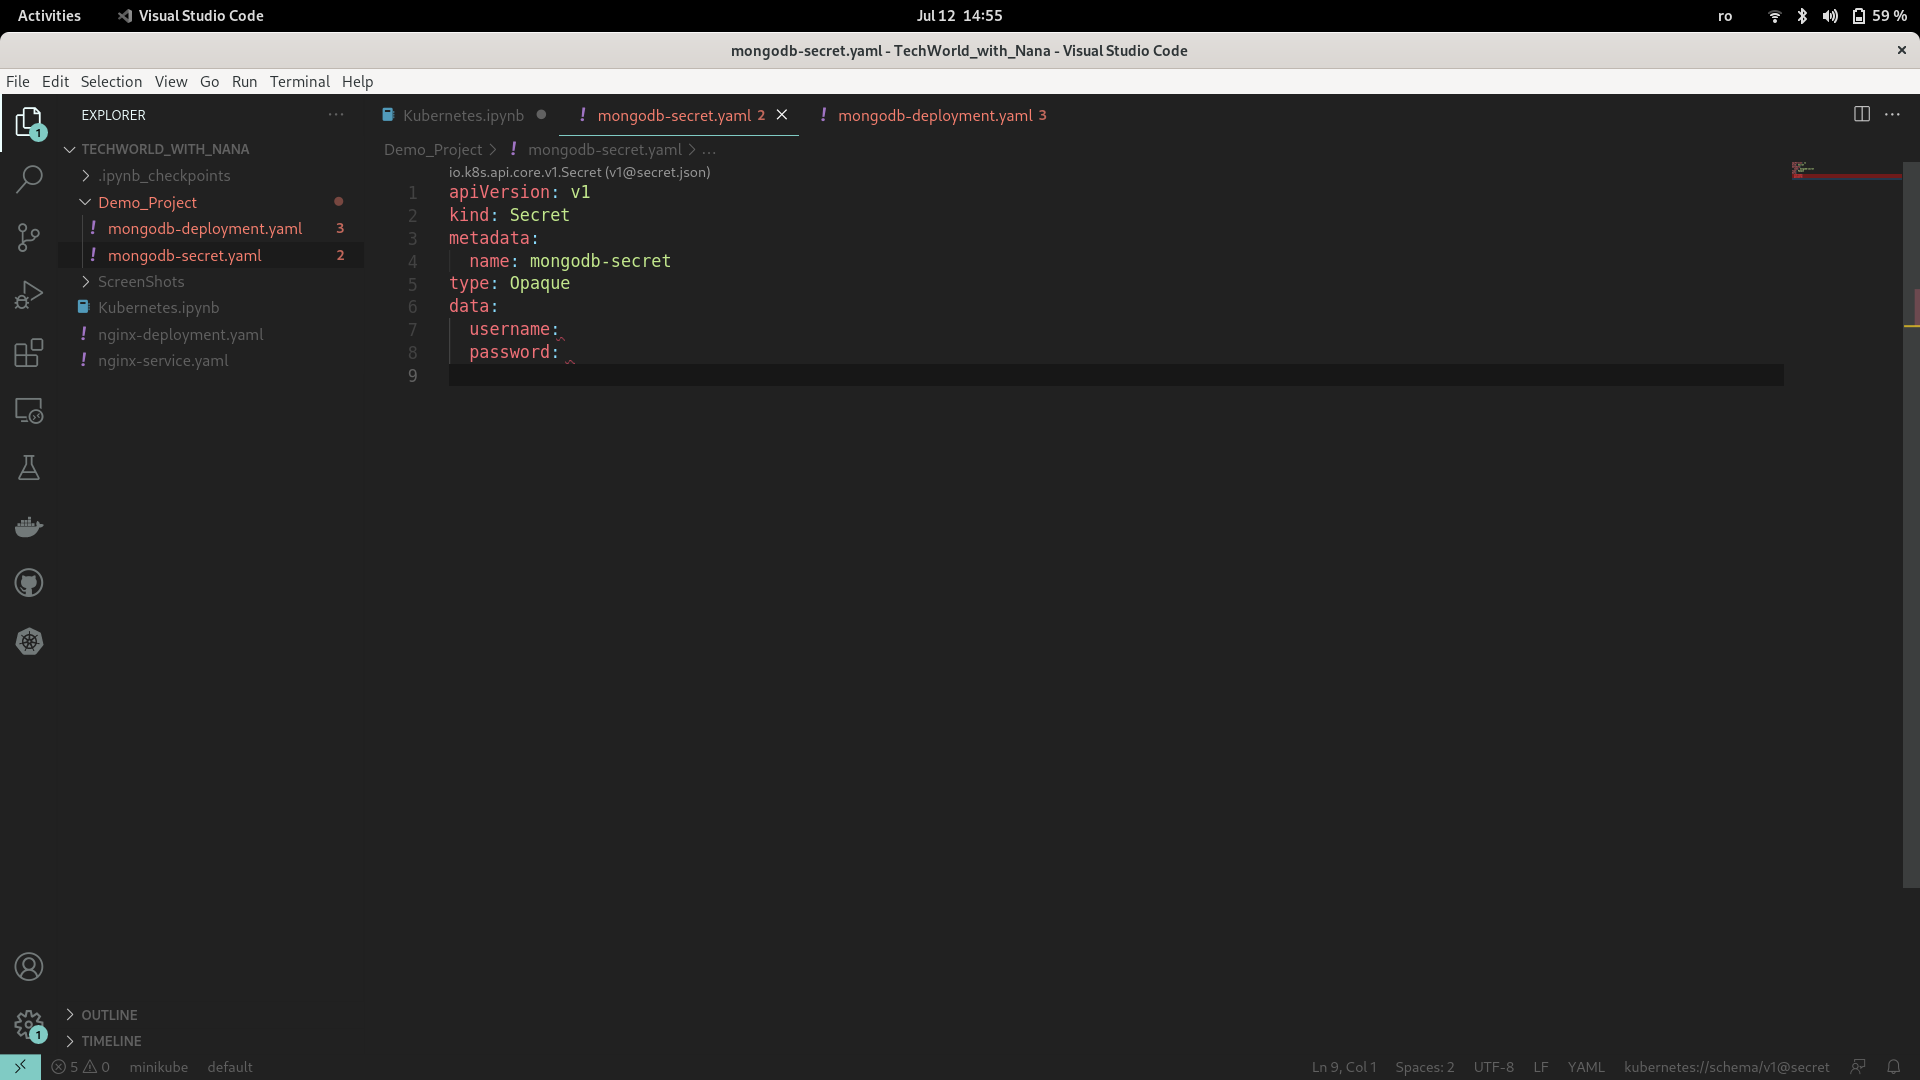 Activities Visual Studio Code Jul 12 14:55 ro 59 %
mongodb-secret.yaml - TechWorld_with_Nana - Visual Studio Code
File Edit Selection View Go Run Terminal Help
EXPLORER
Kubernetes.ipynb
mongodb-secret.yaml 2
mongodb-deployment.yaml 3
1
TECHWORLD_WITH_NANA
.ipynb_checkpoints
Demo_Project
mongodb-deployment.yaml 3
mongodb-secret.yaml 2
ScreenShots
Kubernetes.ipynb
nginx-deployment.yaml
nginx-service.yaml
Demo_Project > mongodb-secret.yaml > ...
io.k8s.api.core.v1.Secret (v1@secret.json)
1 apiVersion: v1
2 kind: Secret
3 metadata:
4 name: mongodb-secret
5 type: Opaque
6 data:
7 username:
8 password:
9
OUTLINE
1
TIMELINE
5 0 minikube default Ln 9, Col 1 Spaces: 2 UTF-8 LF YAML kubernetes://schema/v1@secret